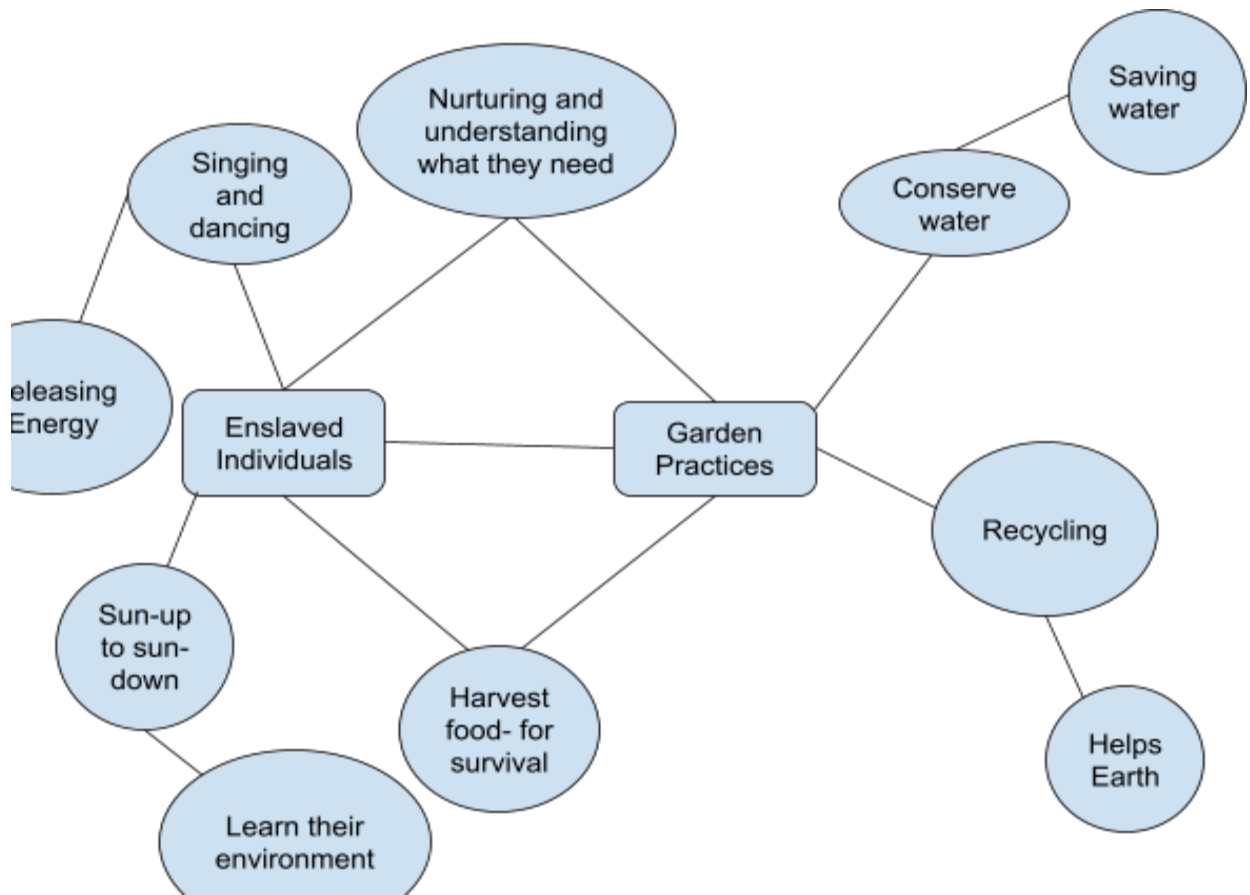 Saving
water
Nurturing and
understanding
what they need
Singing
and
dancing
Conserve
water
eleasing
Energy
Enslaved
Individuals
Garden
Practices
Recycling
Sun-up
to sun-
down
Harvest
food- for
survival
Helps
Earth
Learn their
environment